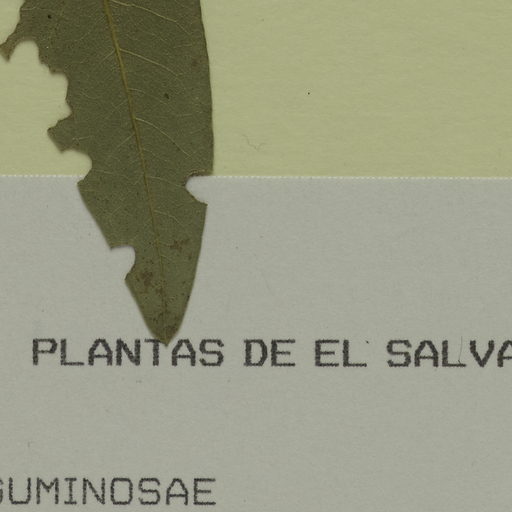 PLANTAS DE EL SALVA
GUMINOSAE